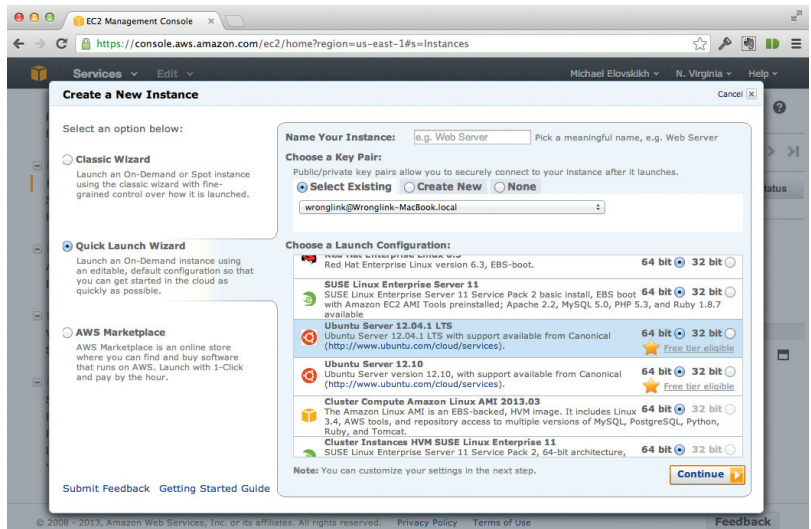 EC2 Management Console
https://console.aws.amazon.com/ec2/home?region=us-east-1#s=Instances
Services Edit Michael Elovskikh N. Virginia Help
Create a New Instance
Cancel
Select an option below:
Classic Wizard
Launch an On-Demand or Spot instance
using the classic wizard with fine-
grained control over how it is launched.
Quick Launch Wizard
Launch an On-Demand instance using
an editable, default configuration so that
you can get started in the cloud as
quickly as possible.
AWS Marketplace
AWS Marketplace is an online store
where you can find and buy software
that runs on AWS. Launch with 1-Click
and pay by the hour.
Submit Feedback Getting Started Guide
Name Your Instance: e.g. Web Server Pick a meaningful name, e.g. Web Server
Choose a Key Pair:
Public/private key pairs allow you to securely connect to your instance after it launches.
Select Existing Create New None
wronglink@Wronglink-MacBook.local
Choose a Launch Configuration:
Red Hat Enterprise Linux 6.3
Red Hat Enterprise Linux version 6.3, EBS-boot. 64 bit 32 bit
SUSE Linux Enterprise Server 11
SUSE Linux Enterprise Server 11 Service Pack 2 basic install, EBS boot 64 bit 32 bit
with Amazon EC2 AMI Tools preinstalled; Apache 2.2, MySQL 5.0, PHP 5.3, and Ruby 1.8.7
available
Ubuntu Server 12.04.1 LTS
Ubuntu Server 12.04.1 LTS with support available from Canonical 64 bit 32 bit
(http://www.ubuntu.com/cloud/services). Free tier eligible
Ubuntu Server 12.10
Ubuntu Server version 12.10, with support available from Canonical 64 bit 32 bit
(http://www.ubuntu.com/cloud/services). Free tier eligible
Cluster Compute Amazon Linux AMI 2013.03
The Amazon Linux AMI is an EBS-backed, HVM image. It includes Linux 64 bit 32 bit
3.4, AWS tools, and repository access to multiple versions of MySQL, PostgreSQL, Python,
Ruby, and Tomcat.
Cluster Instances HVM SUSE Linux Enterprise 11
SUSE Linux Enterprise Server 11 Service Pack 2, 64-bit architecture, 64 bit 32 bit
Note: You can customize your settings in the next step.
Continue
tatus
© 2008 - 2013, Amazon Web Services, Inc. or its affiliates. All rights reserved. Privacy Policy Terms of Use Feedback